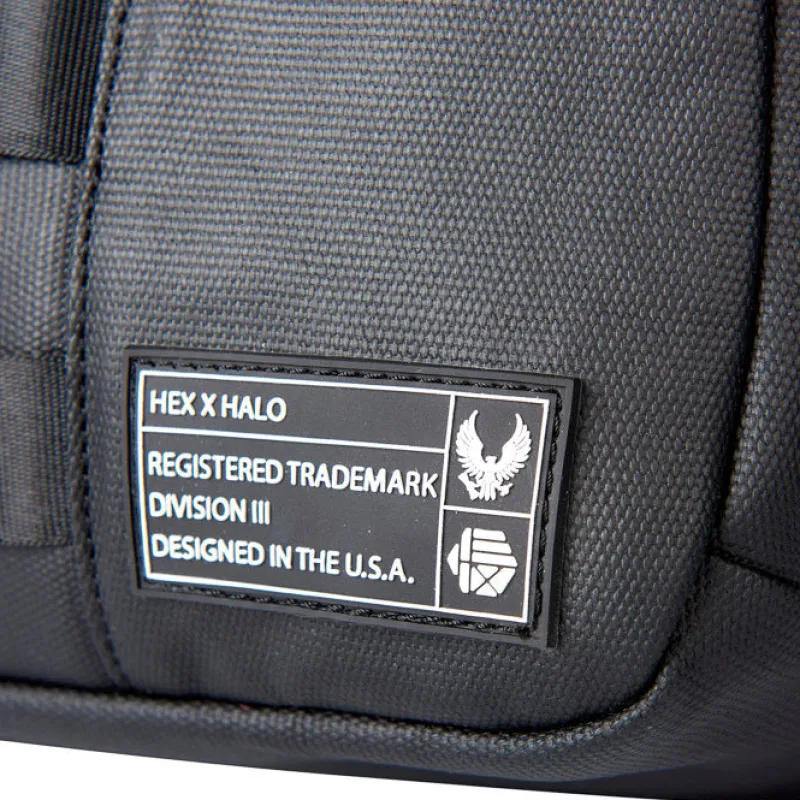 HEX X HALO
REGISTERED TRADEMARK
DIVISION III
DESIGNED IN THE U.S.A.